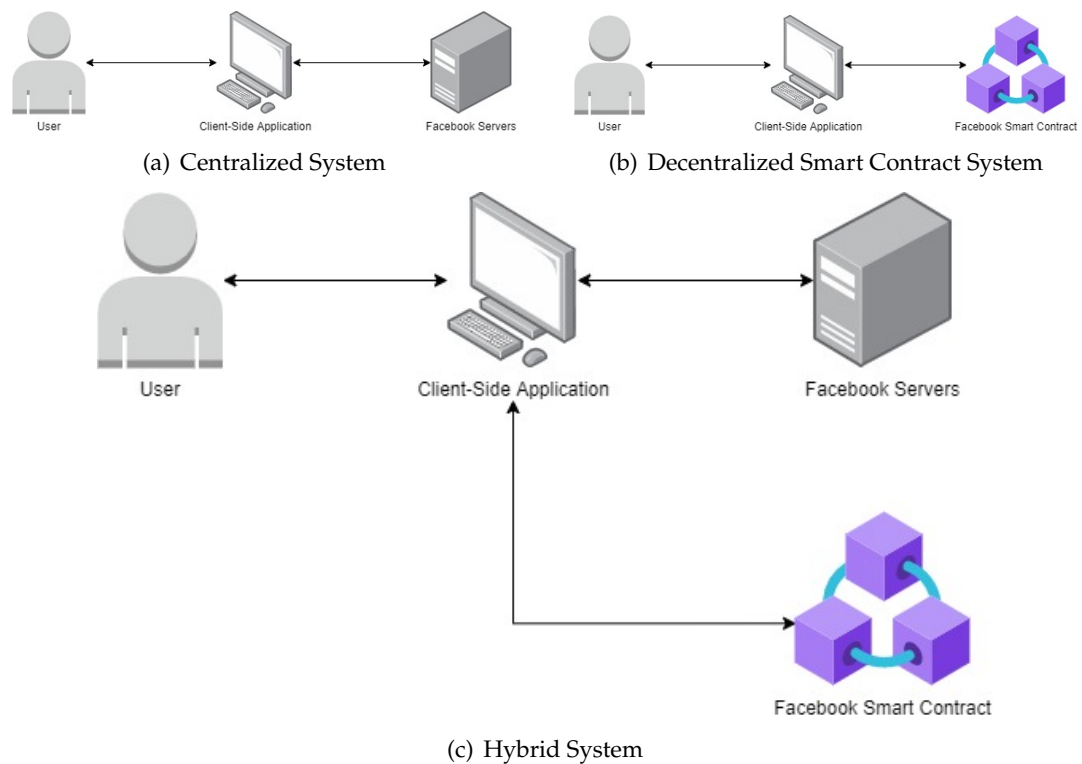 User
Client-Side Application
Facebook Servers
(a) Centralized System
User
Client-Side Application
Facebook Smart Contract
(b) Decentralized Smart Contract System
User
Client-Side Application
Facebook Servers
Facebook Smart Contract
(c) Hybrid System